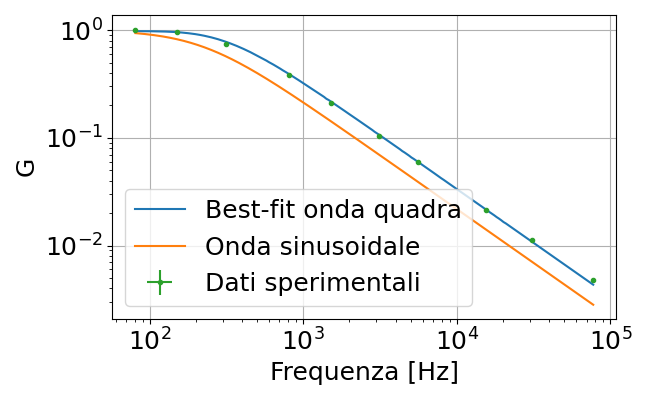 10⁰
10⁻¹
10⁻²
G
Best-fit onda quadra
Onda sinusoidale
Dati sperimentali
10² 10³ 10⁴ 10⁵
Frequenza [Hz]